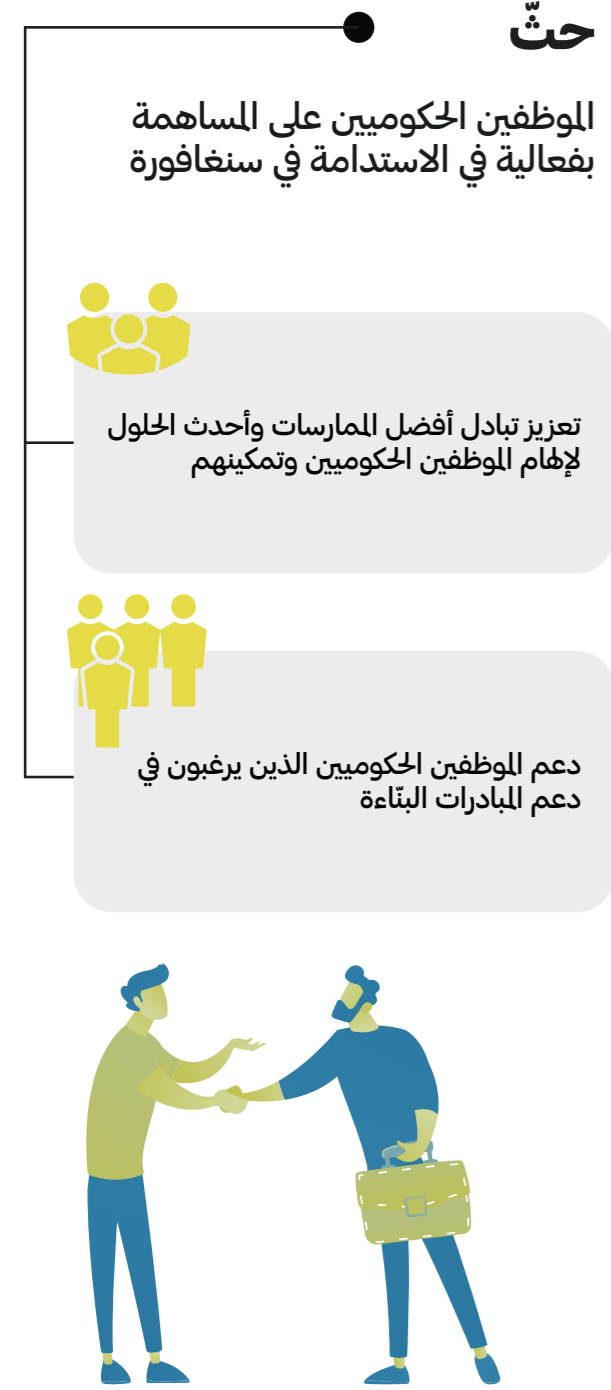 حثّ
الموظفين الحكوميين على المساهمة
بفعالية في الاستدامة في سنغافورة
تعزيز تبادل أفضل الممارسات وأحدث الحلول
لإلهام الموظفين الحكوميين وتمكينهم
دعم الموظفين الحكوميين الذين يرغبون في
دعم المبادرات البنّاءة